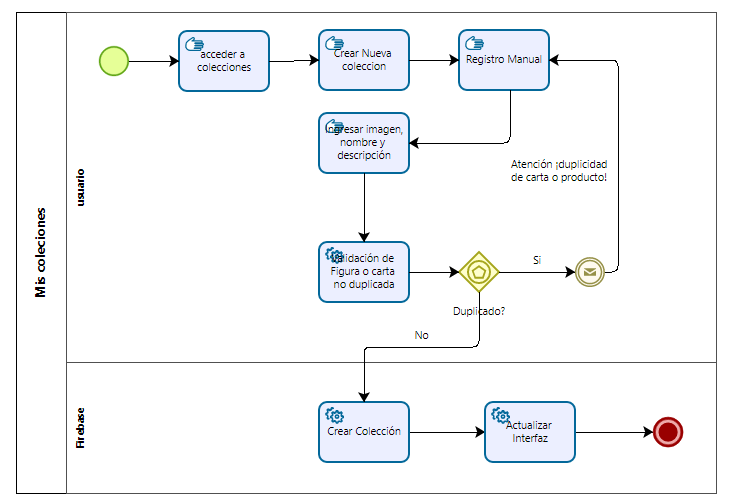 Mis coleciones
usuario
acceder a
colecciones
Crear Nueva
coleccion
Registro Manual
Ingresar imagen,
nombre y
descripción
Atención ¡duplicidad
de carta o producto!
Validación de
Figura o carta
no duplicada
Si
Duplicado?
No
Firebase
Crear Colección
Actualizar
Interfaz